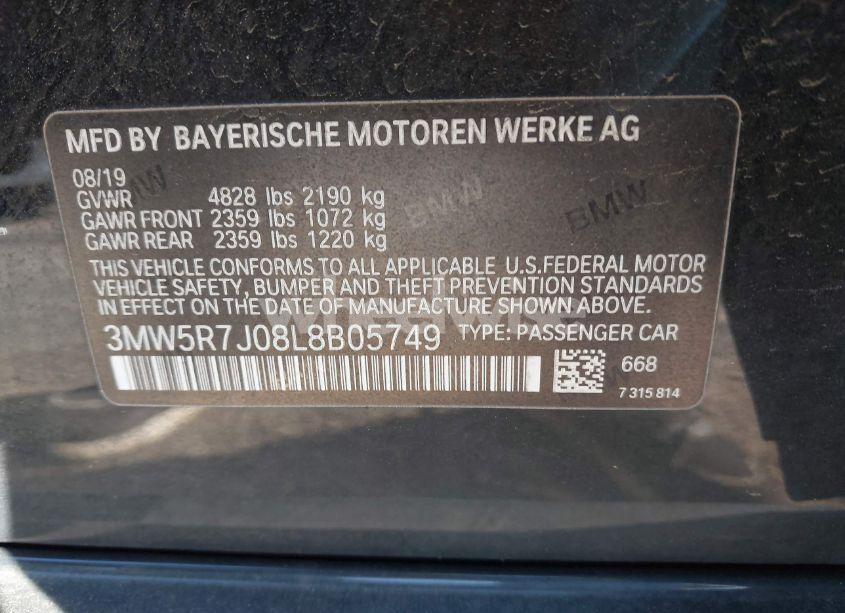 MFD BY BAYERISCHE MOTOREN WERKE AG
08/19
GVWR 4828 lbs 2190 kg
GAWR FRONT 2359 lbs 1072 kg
GAWR REAR 2359 lbs 1220 kg
THIS VEHICLE CONFORMS TO ALL APPLICABLE U.S.FEDERAL MOTOR
VEHICLE SAFETY, BUMPER AND THEFT PREVENTION STANDARDS
IN EFFECT ON THE DATE OF MANUFACTURE SHOWN ABOVE.
3MW5R7J08L8B05749 TYPE: PASSENGER CAR
668
7 315 814
BMW
BMW
BMW